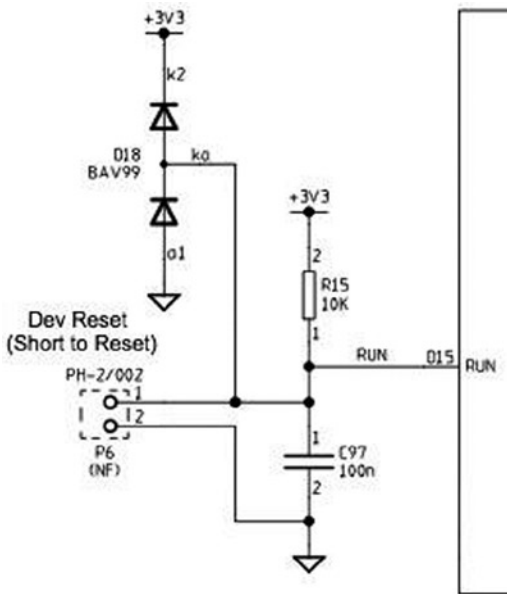 +3V3
k2
D18
BAV99
ka
a1
+3V3
2
R15
10K
1
RUN
D15
RUN
Dev Reset
(Short to Reset)
PH-2/002
1
2
P6
(NF)
1
C97
100n
2